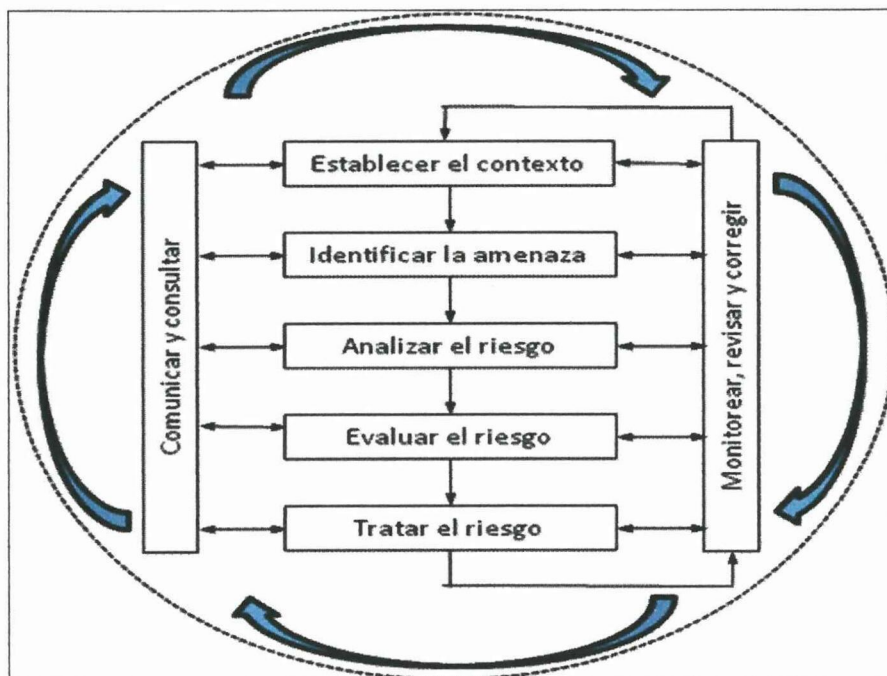 Establecer el contexto
Identificar la amenaza
Analizar el riesgo
Evaluar el riesgo
Tratar el riesgo
Comunicar y consultar
Monitorear, revisar y corregir